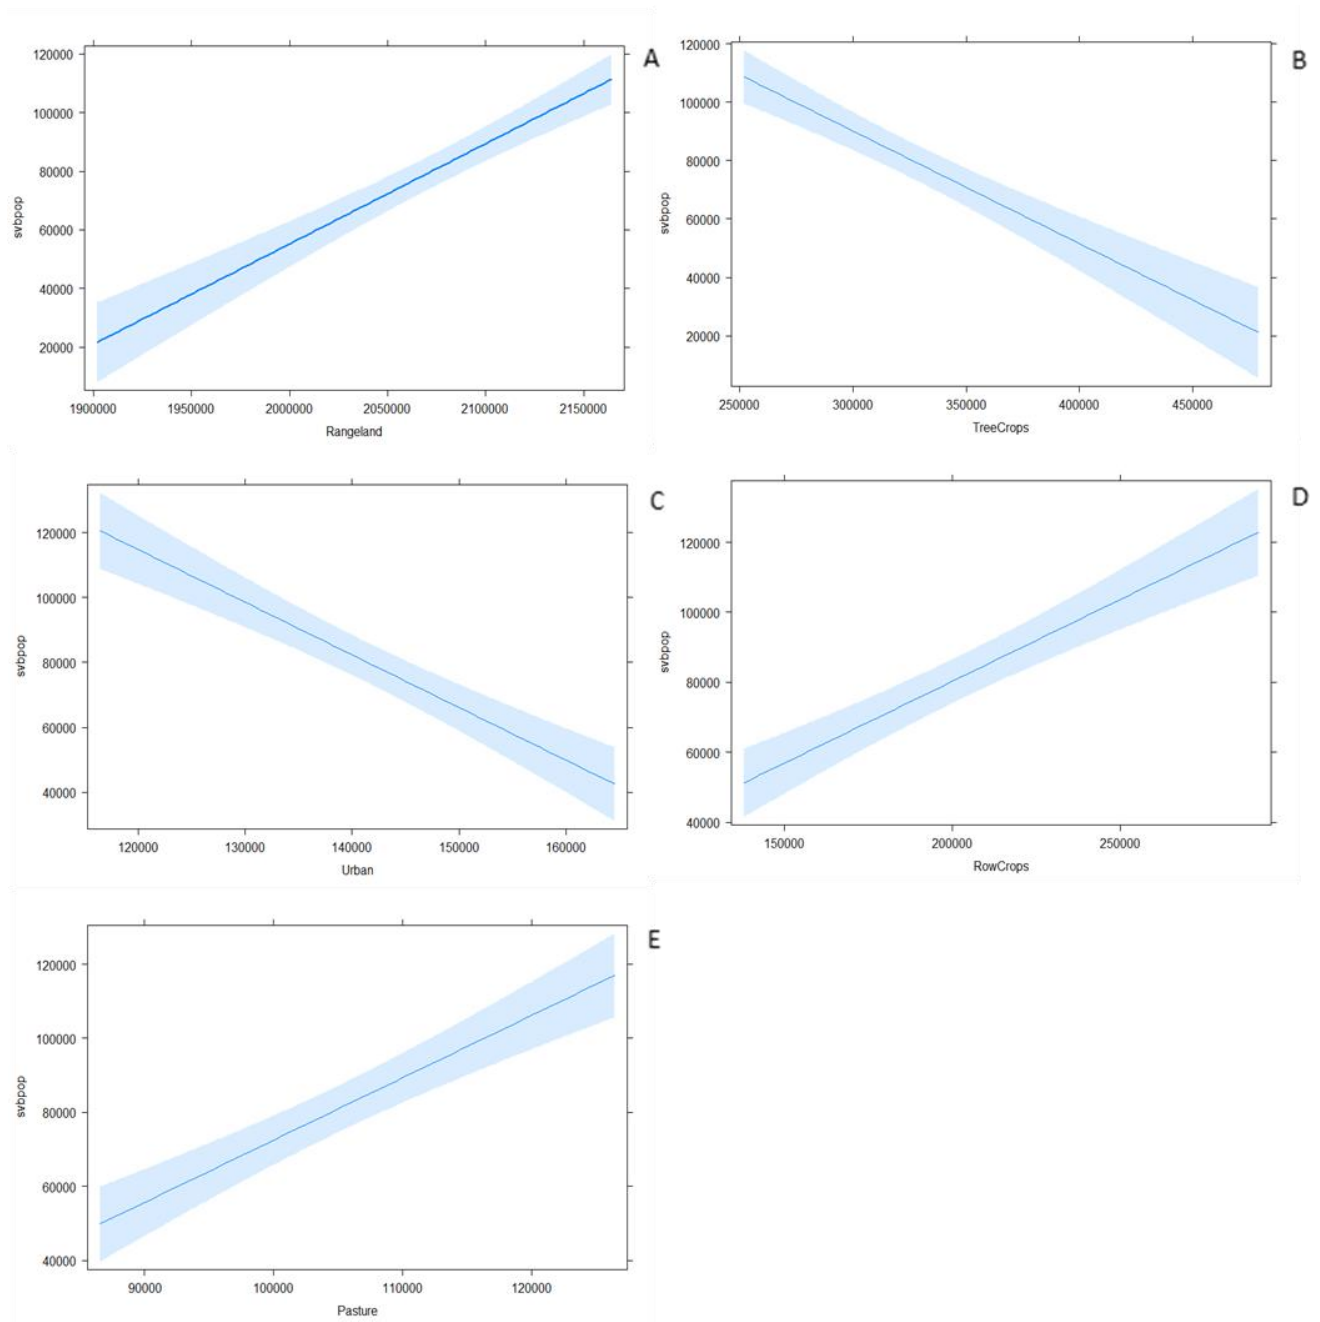 A
120000
100000
80000
60000
40000
20000
svbpop
1900000 1950000 2000000 2050000 2100000 2150000
Rangeland
B
120000
100000
80000
60000
40000
20000
svbpop
250000 300000 350000 400000 450000
TreeCrops
C
120000
100000
80000
60000
40000
svbpop
120000 130000 140000 150000 160000
Urban
D
120000
100000
80000
60000
40000
svbpop
150000 200000 250000
RowCrops
E
120000
100000
80000
60000
40000
svbpop
90000 100000 110000 120000
Pasture